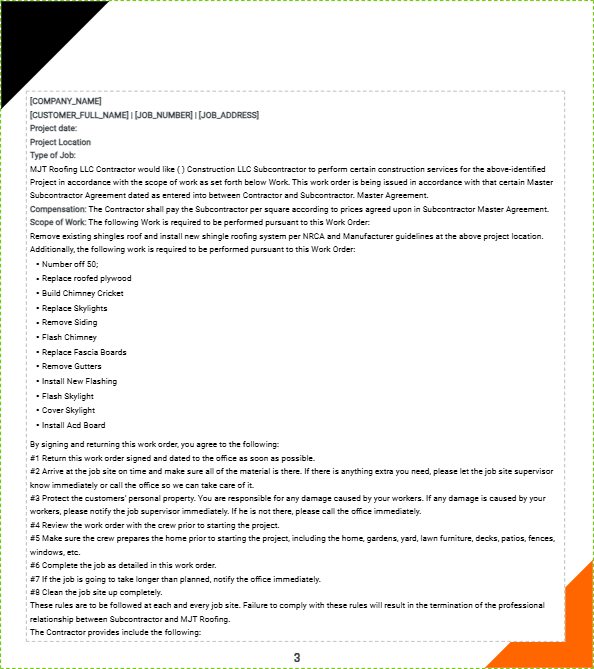 [COMPANY_NAME]
[CUSTOMER_FULL_NAME] | [JOB_NUMBER] | [JOB_ADDRESS]
Project date:
Project Location
Type of Job:
MJT Roofing LLC Contractor would like ( ) Construction LLC Subcontractor to perform certain construction services for the above-identified
Project in accordance with the scope of work as set forth below Work. This work order is being issued in accordance with that certain Master
Subcontractor Agreement dated as entered into between Contractor and Subcontractor. Master Agreement.
Compensation: The Contractor shall pay the Subcontractor per square according to prices agreed upon in Subcontractor Master Agreement.
Scope of Work: The following Work is required to be performed pursuant to this Work Order:
Remove existing shingles roof and install new shingle roofing system per NRCA and Manufacturer guidelines at the above project location.
Additionally, the following work is required to be performed pursuant to this Work Order:
• Number off 50;
• Replace roofed plywood
• Build Chimney Cricket
• Replace Skylights
• Remove Siding
• Flash Chimney
• Replace Fascia Boards
• Remove Gutters
• Install New Flashing
• Flash Skylight
• Cover Skylight
• Install Acd Board
By signing and returning this work order, you agree to the following:
#1 Return this work order signed and dated to the office as soon as possible.
#2 Arrive at the job site on time and make sure all of the material is there. If there is anything extra you need, please let the job site supervisor
know immediately or call the office so we can take care of it.
#3 Protect the customers' personal property. You are responsible for any damage caused by your workers. If any damage is caused by your
workers, please notify the job supervisor immediately. If he is not there, please call the office immediately.
#4 Review the work order with the crew prior to starting the project.
#5 Make sure the crew prepares the home prior to starting the project, including the home, gardens, yard, lawn furniture, decks, patios, fences,
windows, etc.
#6 Complete the job as detailed in this work order.
#7 If the job is going to take longer than planned, notify the office immediately.
#8 Clean the job site up completely.
These rules are to be followed at each and every job site. Failure to comply with these rules will result in the termination of the professional
relationship between Subcontractor and MJT Roofing.
The Contractor provides include the following:
3